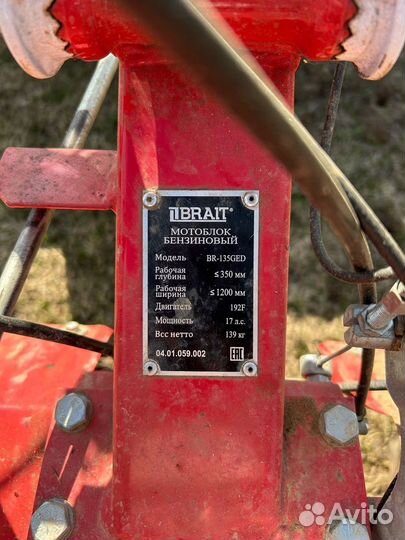 BRAIT®
МОТОБЛОК
БЕНЗИНОВЫЙ
Модель BR-135GED
Рабочая глубина ≤350 мм
Рабочая ширина ≤1200 мм
Двигатель 192F
Мощность 17 л.с.
Вес нетто 139 кг
04.01.059.002 EAC
Avito